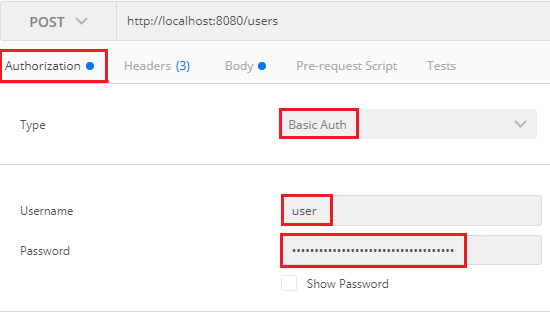 POST http://localhost:8080/users
Authorization Headers (3) Body Pre-request Script Tests
Type Basic Auth
Username user
Password ••••••••••••••••••••••••••••••••••••
Show Password